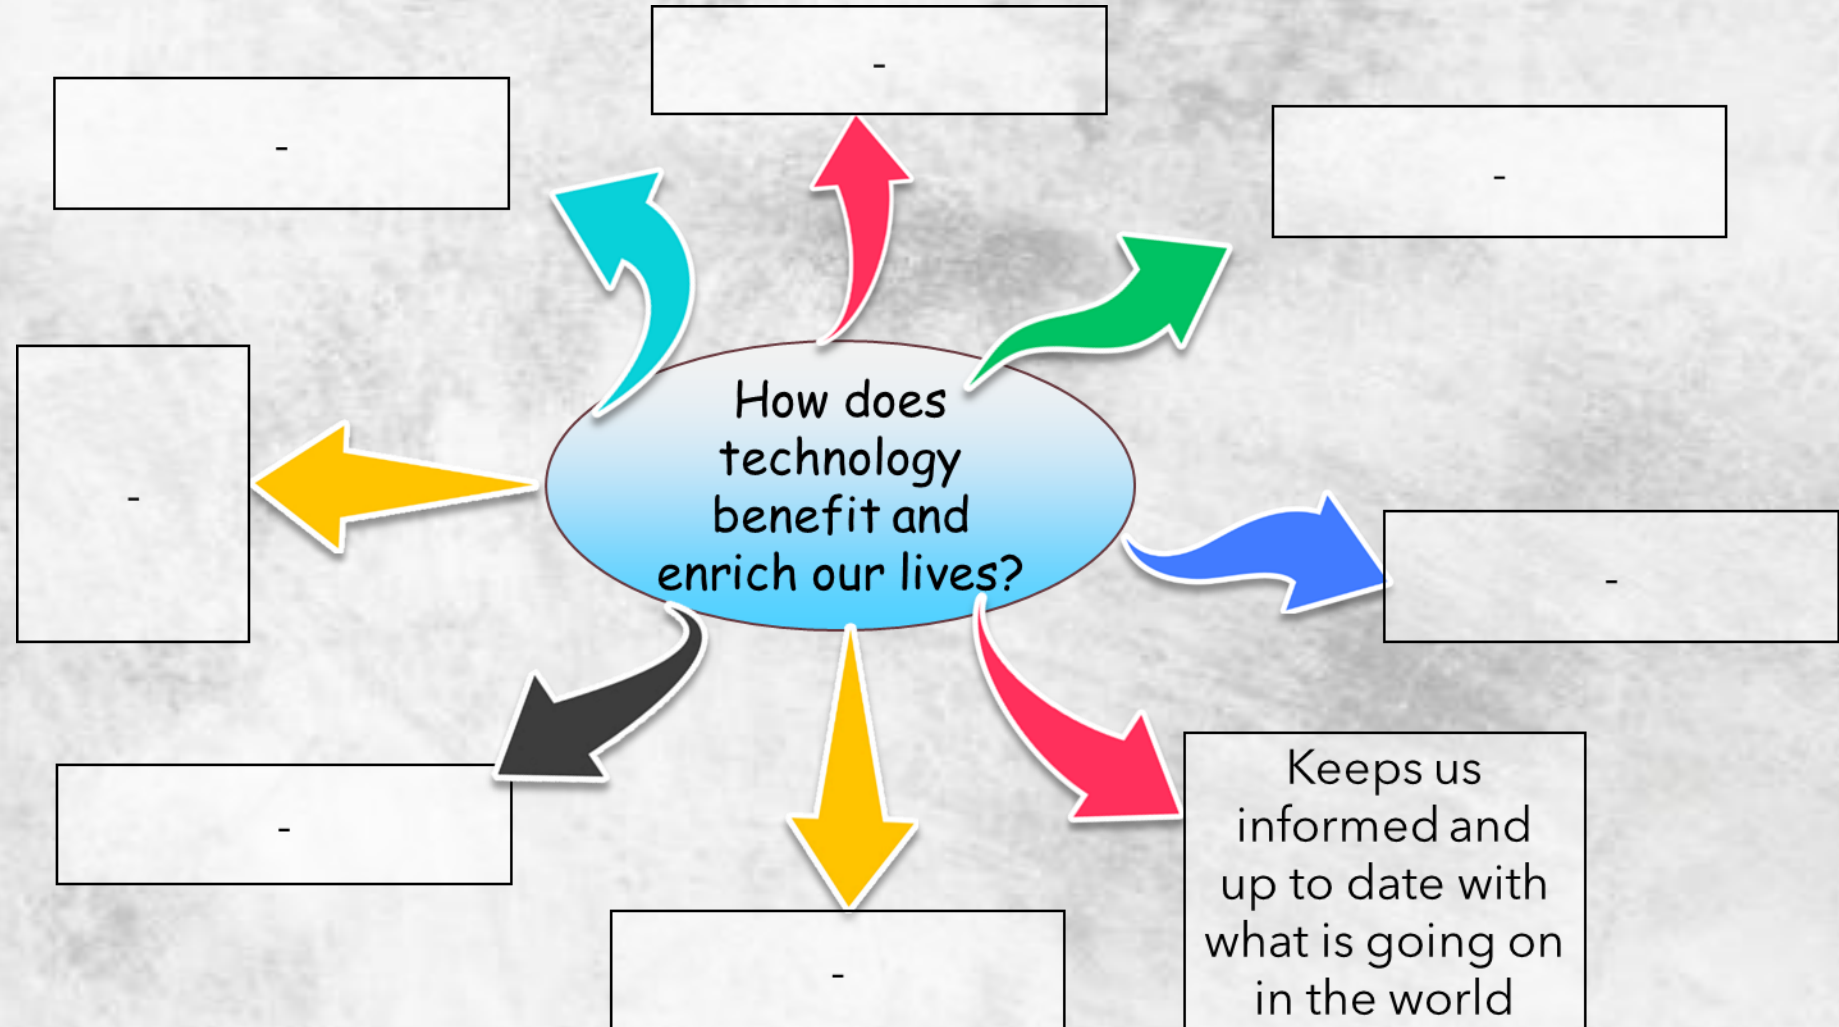 -
-
-
How does
technology
benefit and
enrich our lives?
-
-
Keeps us
informed and
up to date with
what is going on
in the world
-
-